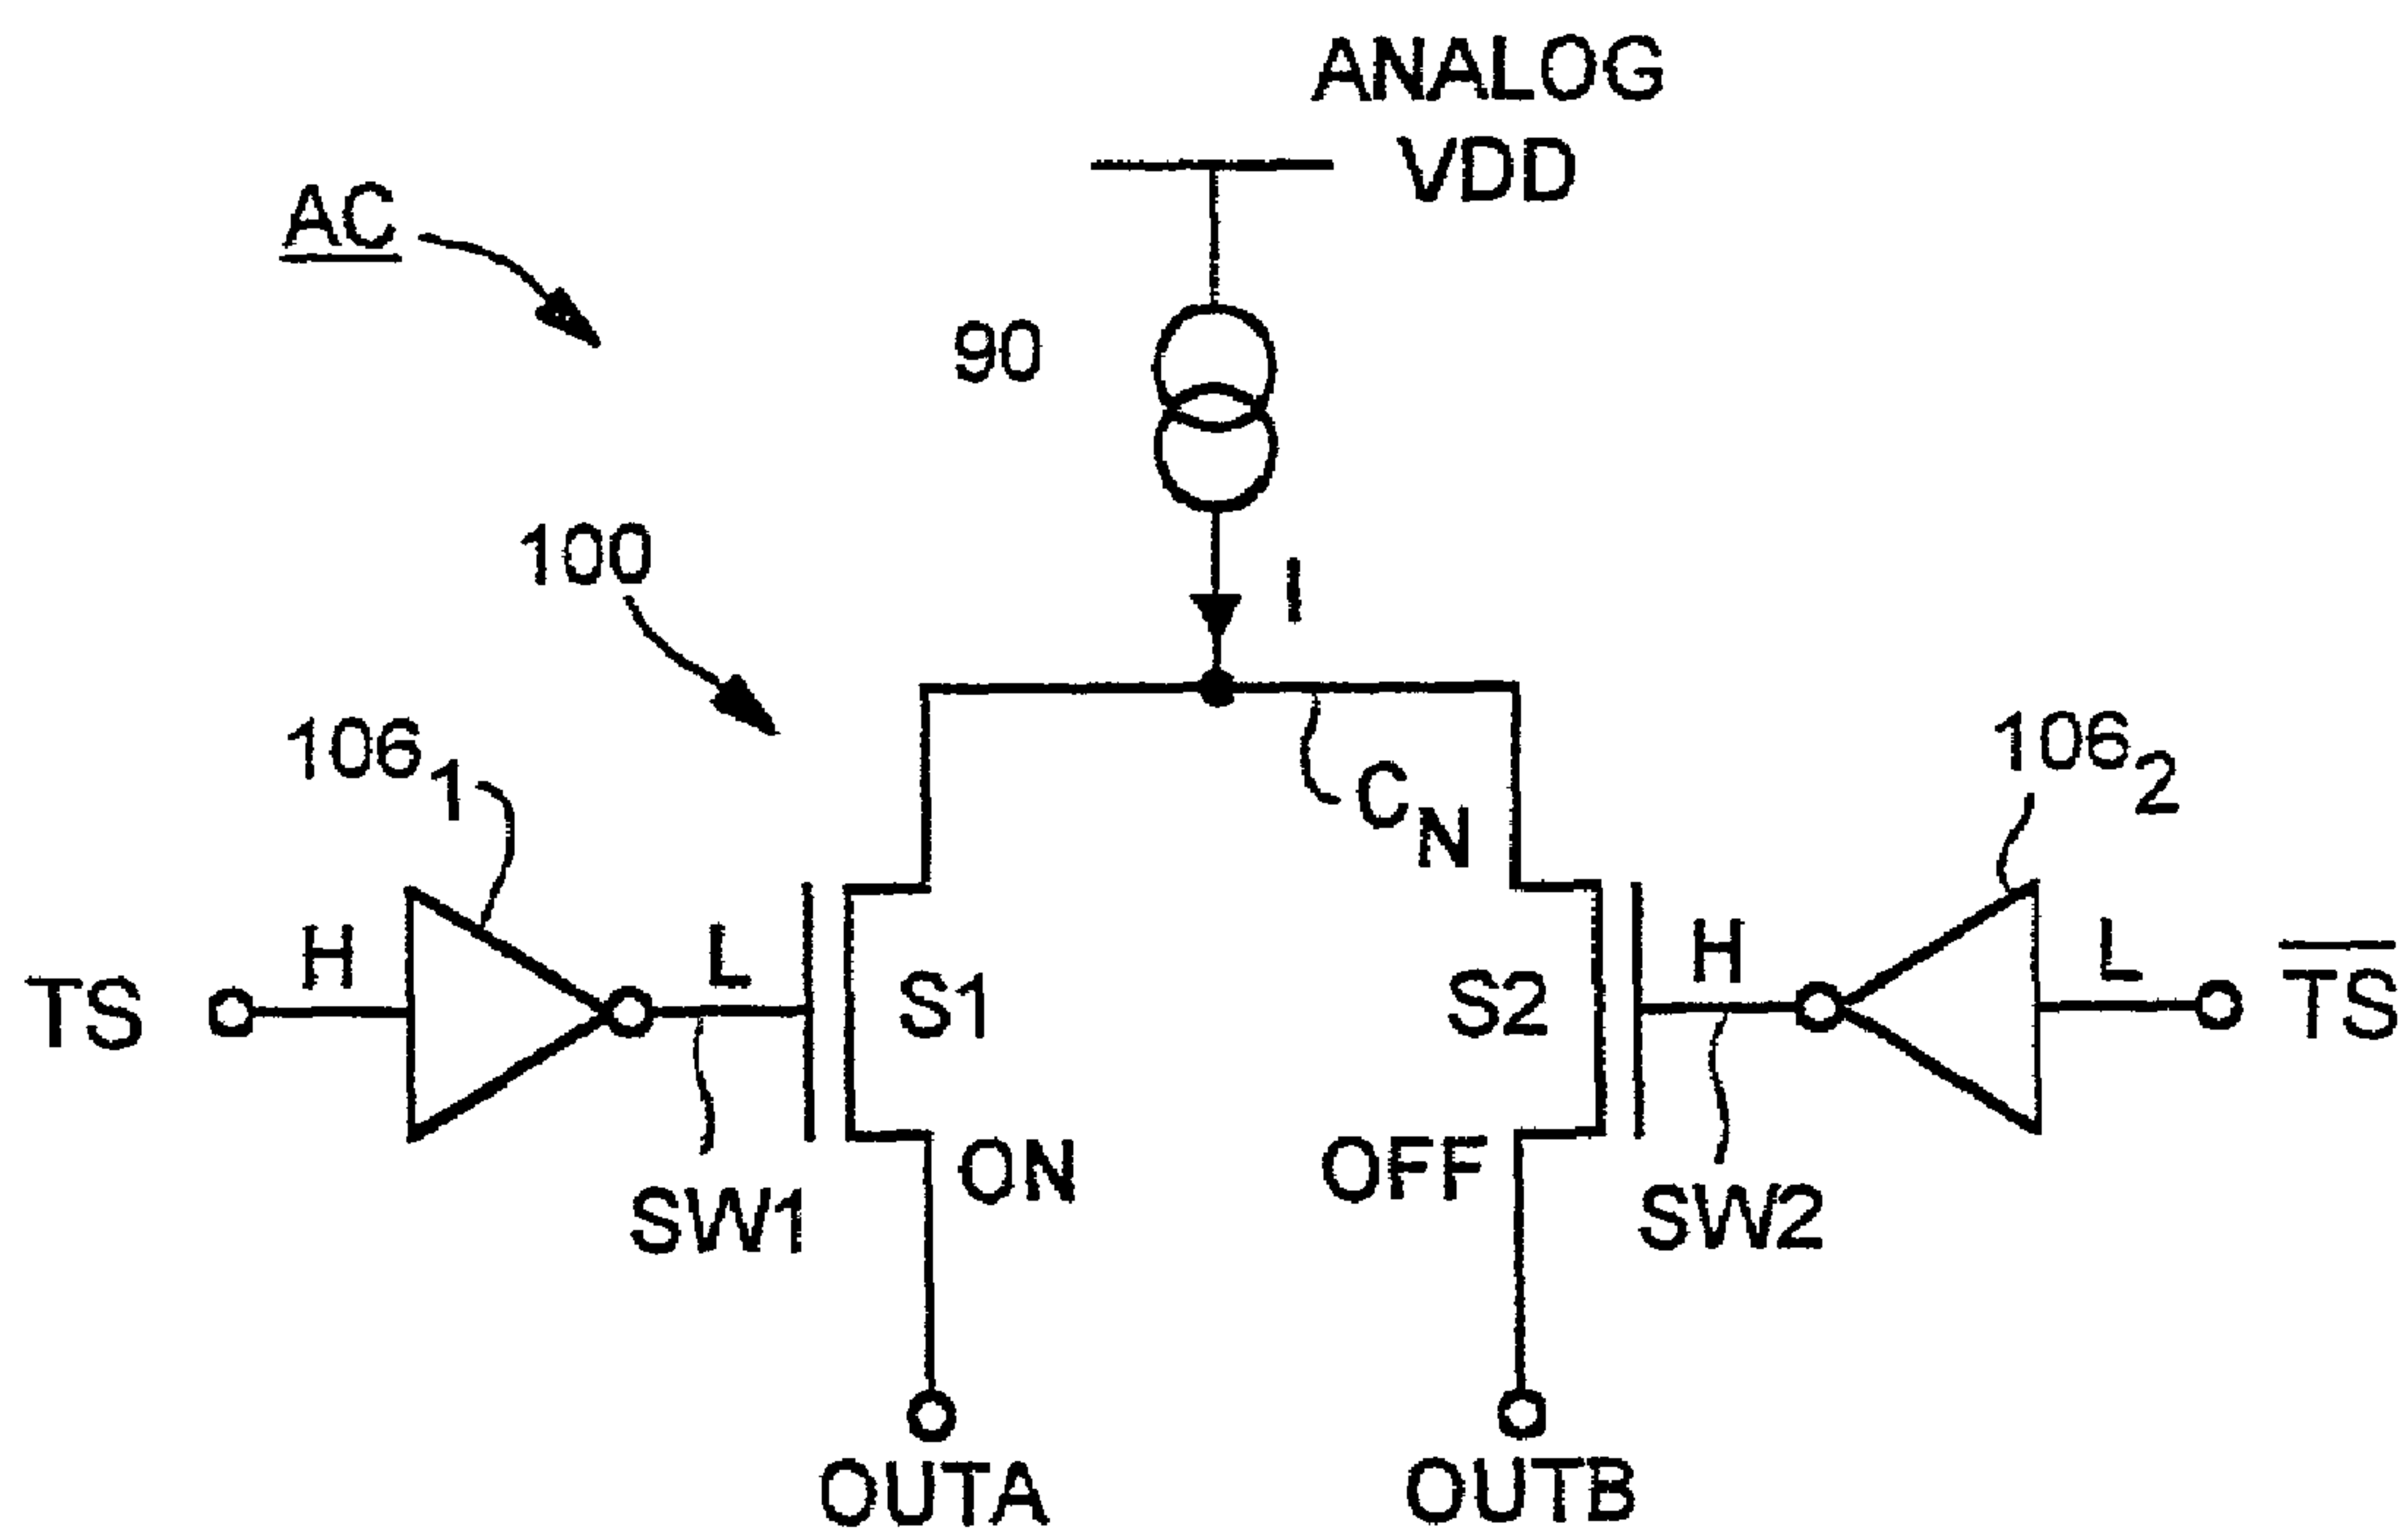 ANALOG
VDD
AC
90
100
I
106₁
C_N
106₂
H
L
H
L
TS
S1
S2
T̅S̅
ON
OFF
SW1
SW2
OUTA
OUTB